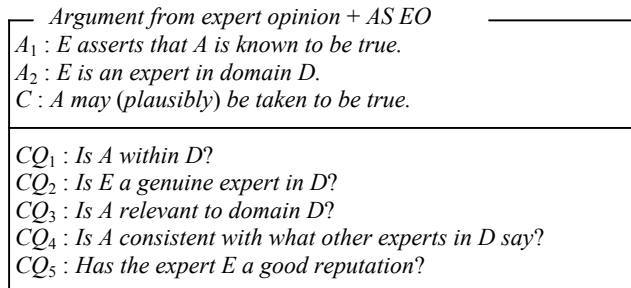 Argument from expert opinion + AS EO
A₁ : E asserts that A is known to be true.
A₂ : E is an expert in domain D.
C : A may (plausibly) be taken to be true.
CQ₁ : Is A within D?
CQ₂ : Is E a genuine expert in D?
CQ₃ : Is A relevant to domain D?
CQ₄ : Is A consistent with what other experts in D say?
CQ₅ : Has the expert E a good reputation?